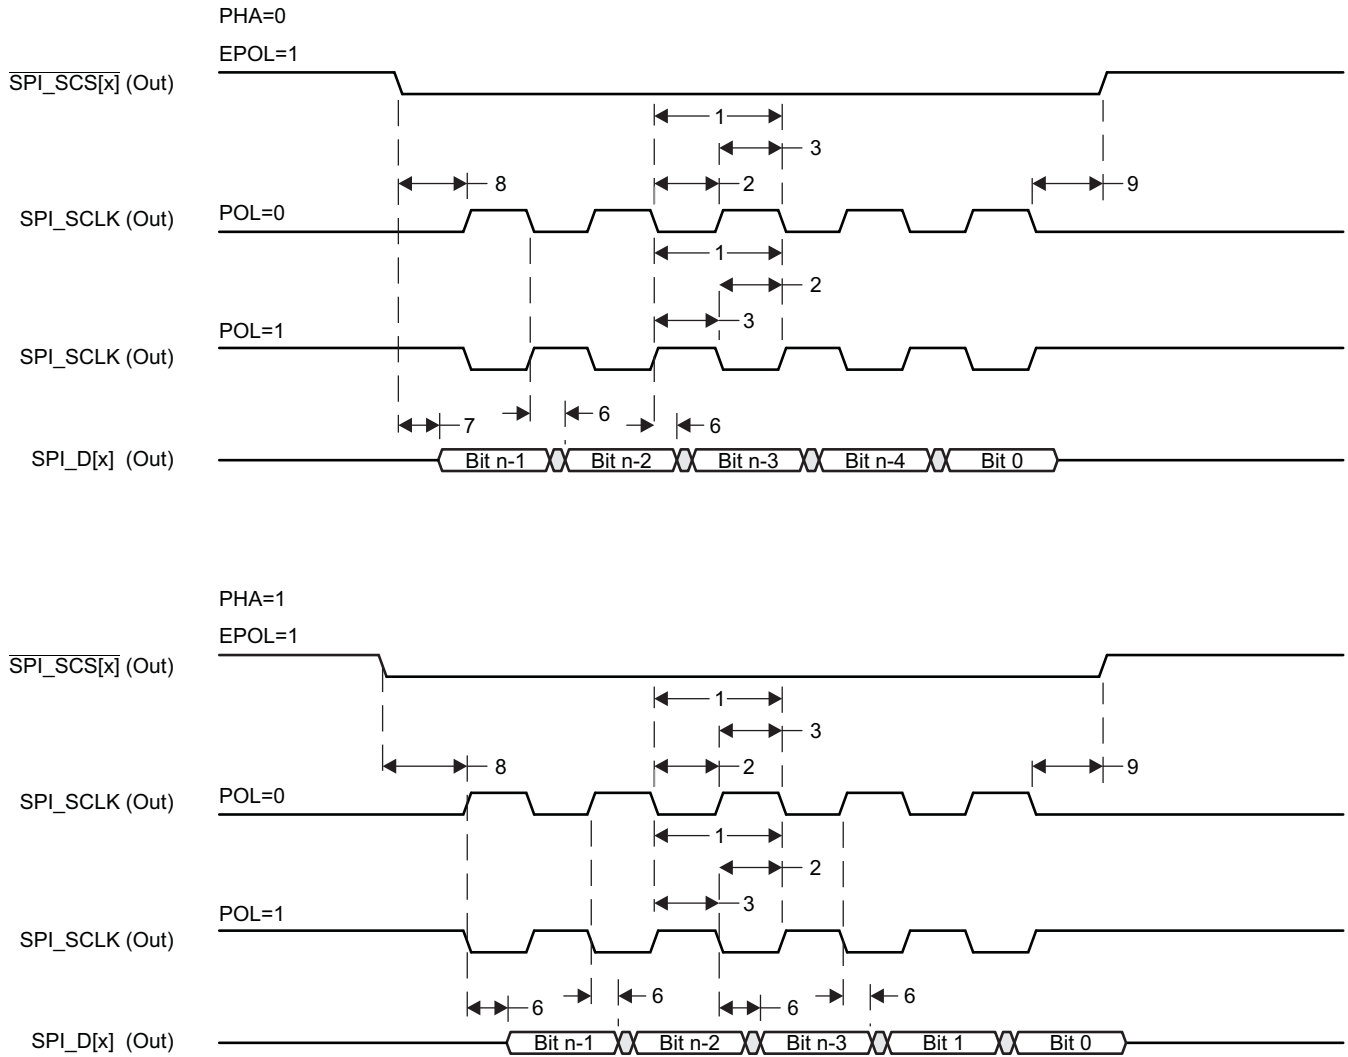 PHA=0
EPOL=1
SPI_SCS[x] (Out)
1
3
8
2
9
SPI_SCLK (Out)
POL=0
1
2
3
POL=1
SPI_SCLK (Out)
7
6
6
SPI_D[x] (Out)
Bit n-1
Bit n-2
Bit n-3
Bit n-4
Bit 0
PHA=1
EPOL=1
SPI_SCS[x] (Out)
1
3
8
2
9
SPI_SCLK (Out)
POL=0
1
2
3
POL=1
SPI_SCLK (Out)
6
6
6
6
SPI_D[x] (Out)
Bit n-1
Bit n-2
Bit n-3
Bit 1
Bit 0